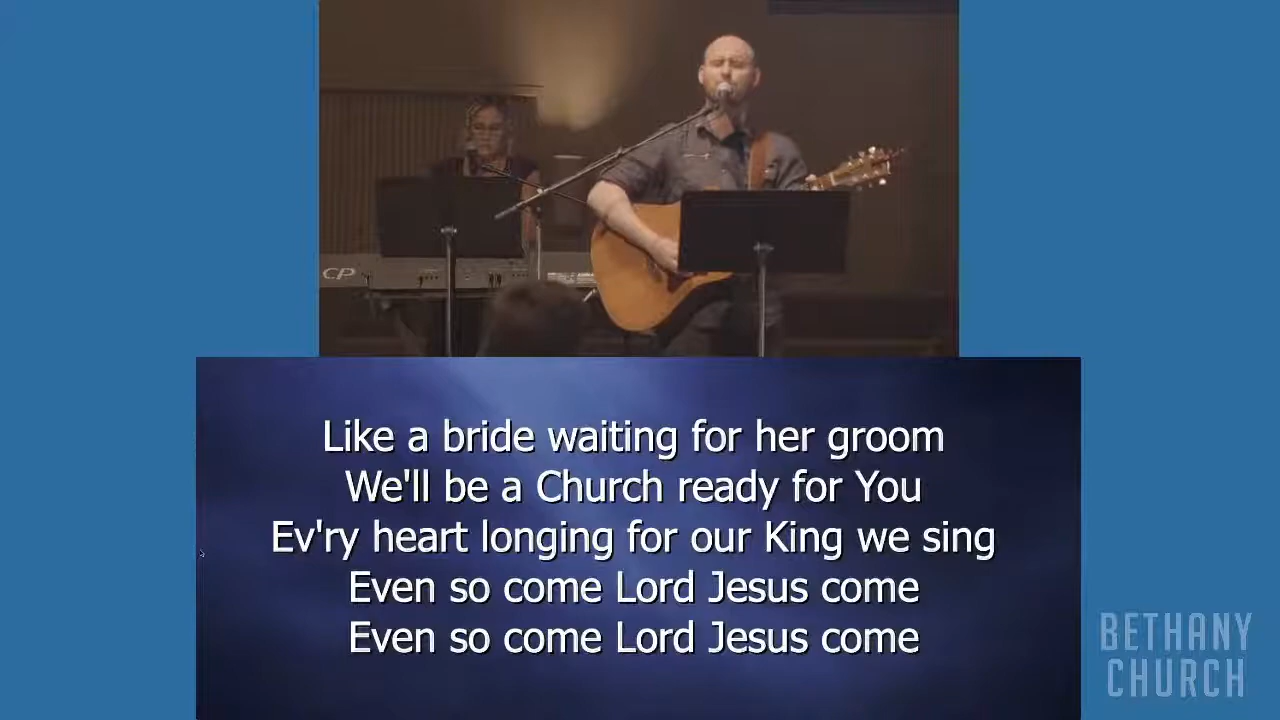 CP
Like a bride waiting for her groom
We'll be a Church ready for You
Ev'ry heart longing for our King we sing
Even so come Lord Jesus come
Even so come Lord Jesus come
BETHANY
CHURCH